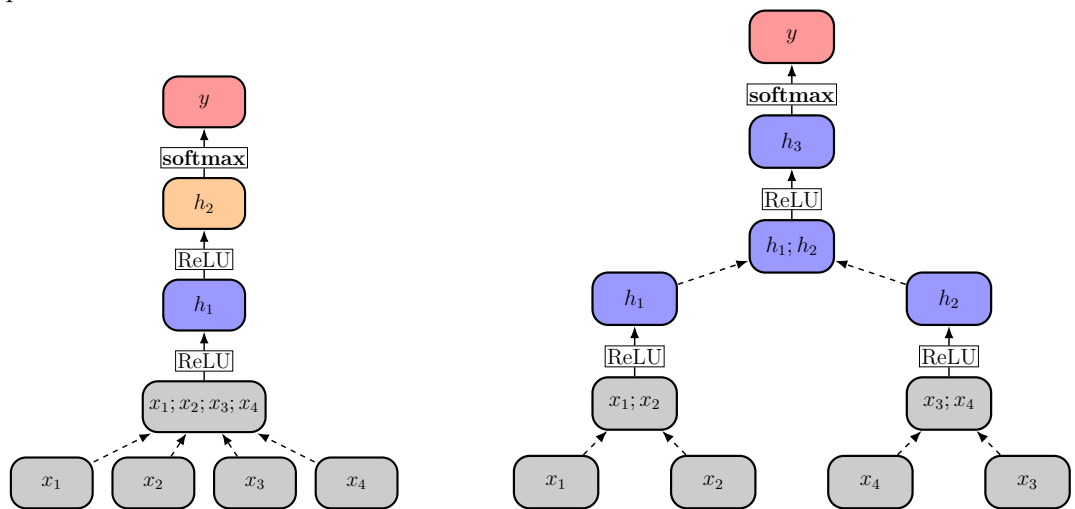 y
softmax
h₂
ReLU
h₁
ReLU
x₁; x₂; x₃; x₄
x₁ x₂ x₃ x₄
y
softmax
h₃
ReLU
h₁; h₂
h₁ h₂
ReLU ReLU
x₁; x₂ x₃; x₄
x₁ x₂ x₄ x₃